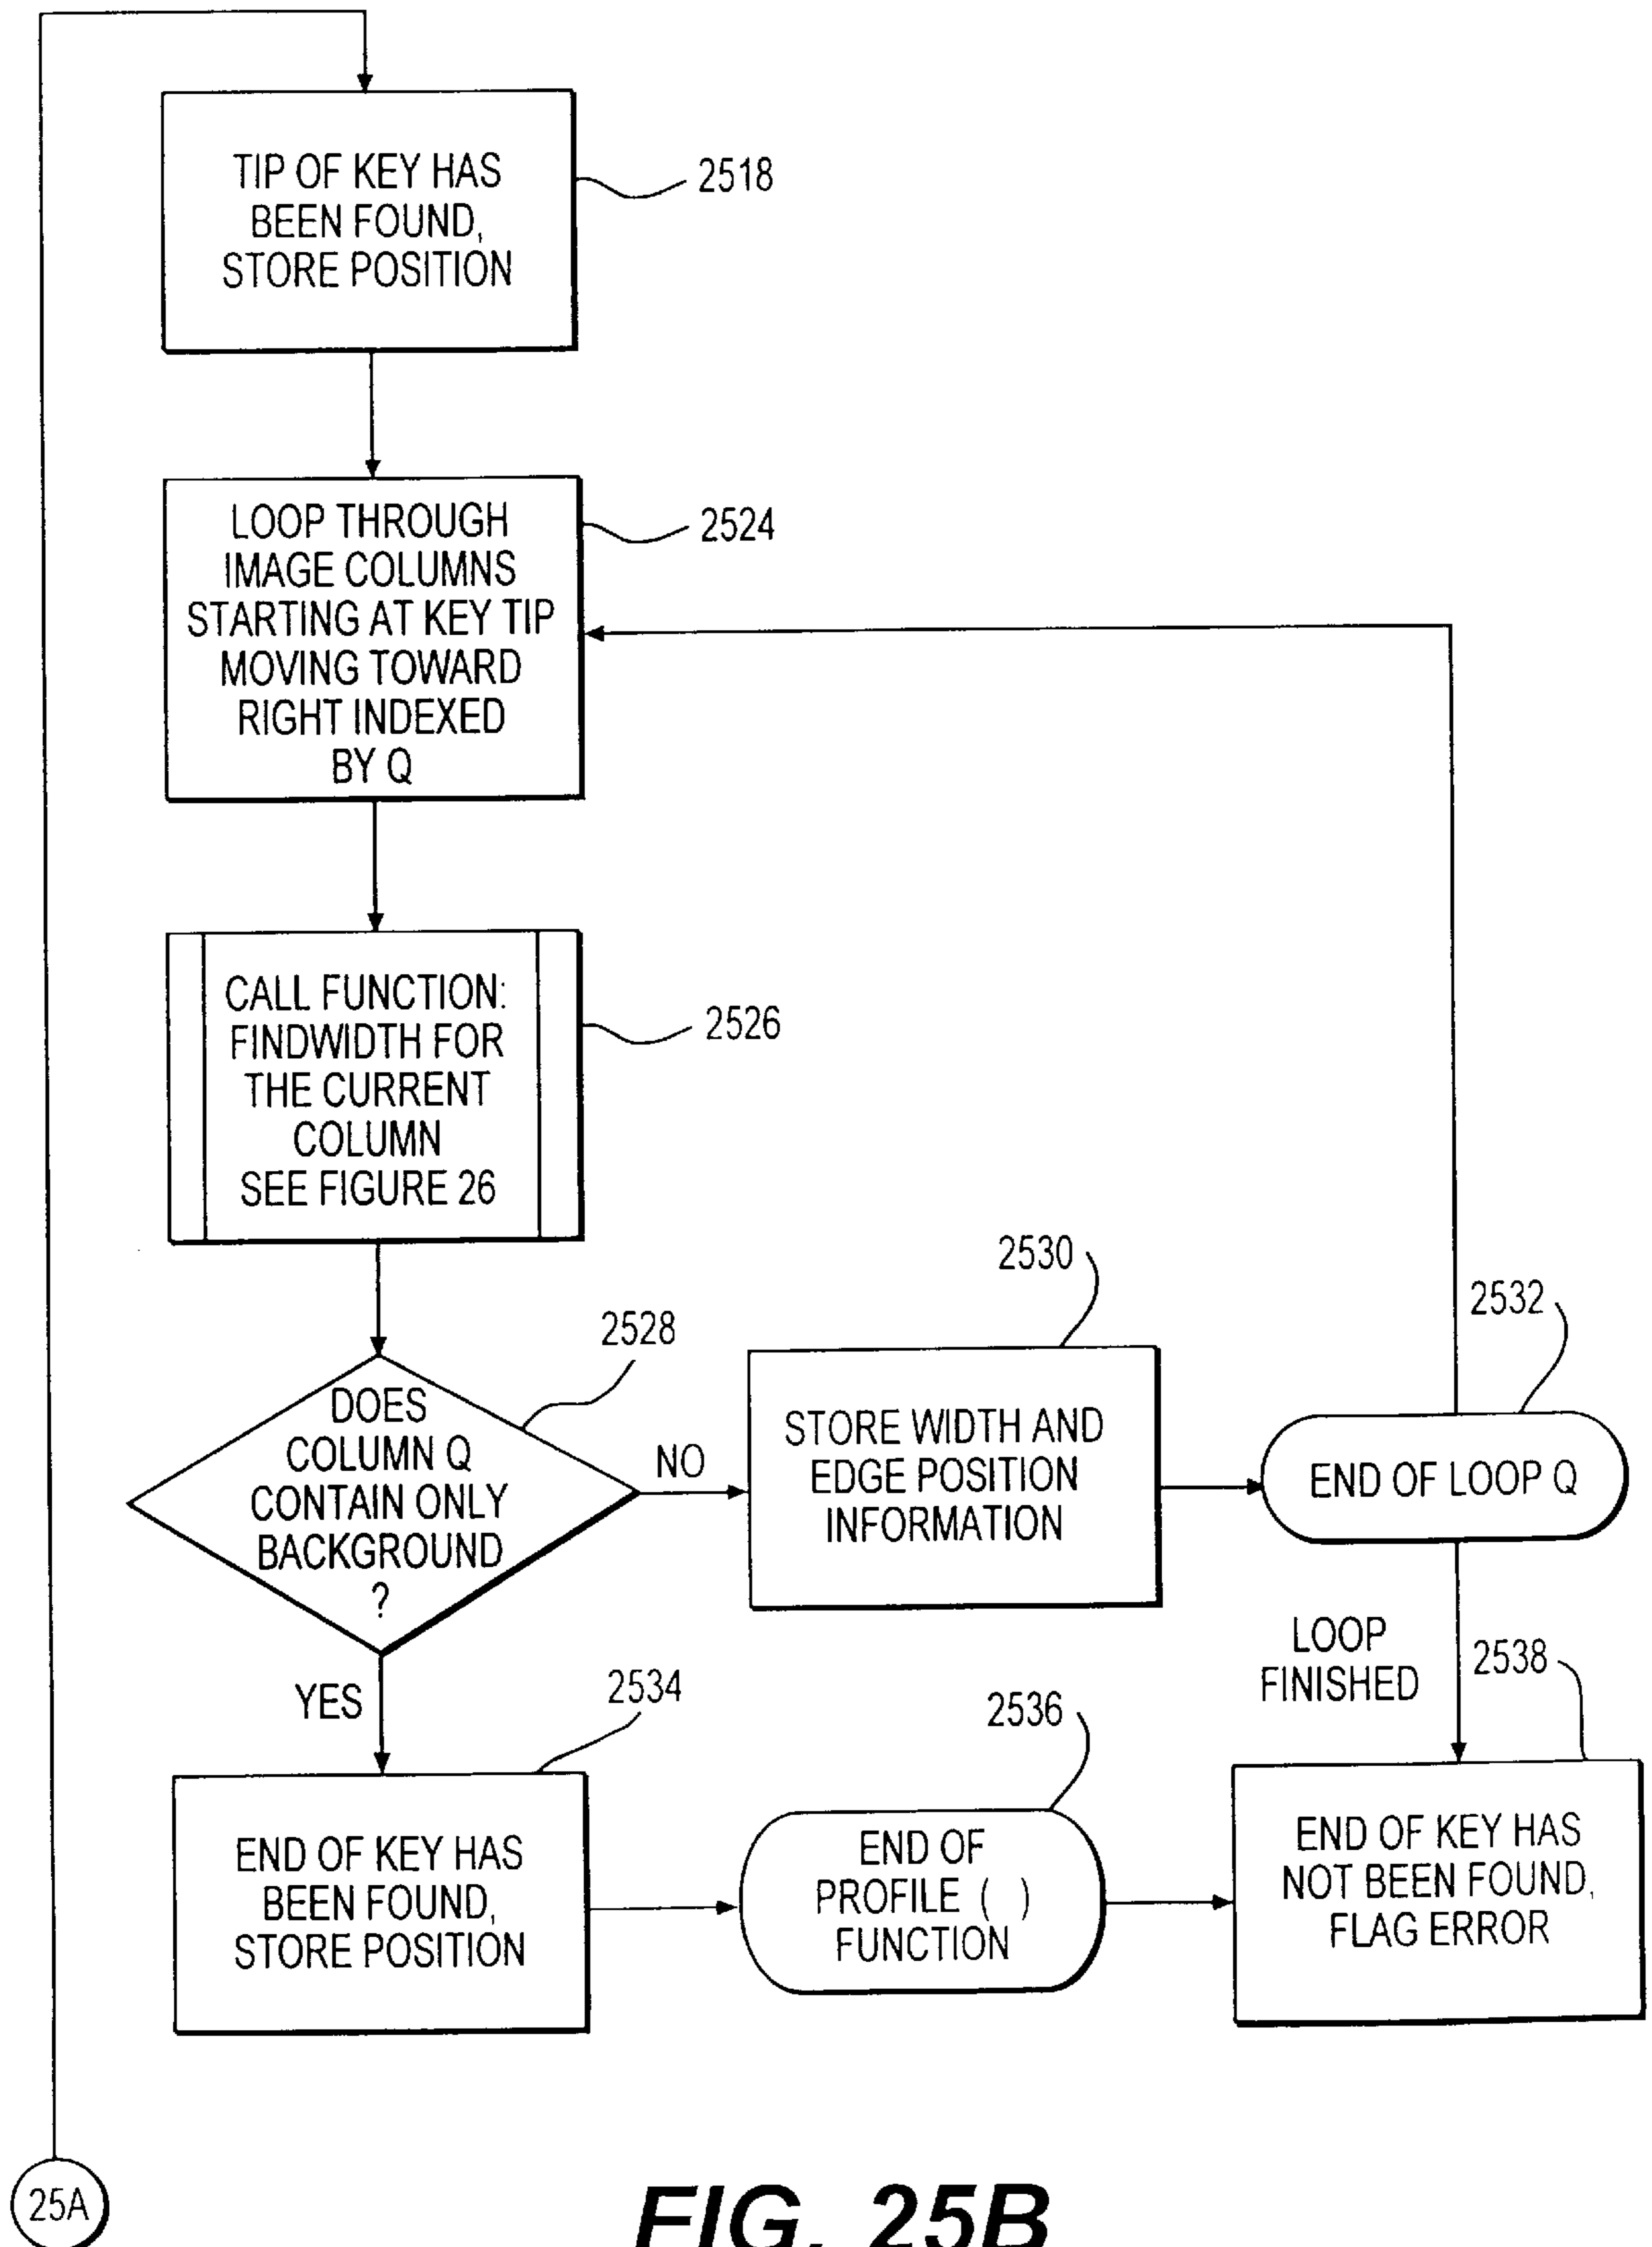 TIP OF KEY HAS
BEEN FOUND,
STORE POSITION
2518
LOOP THROUGH
IMAGE COLUMNS
STARTING AT KEY TIP
MOVING TOWARD
RIGHT INDEXED
BY Q
2524
CALL FUNCTION:
FINDWIDTH FOR
THE CURRENT
COLUMN
SEE FIGURE 26
2526
DOES
COLUMN Q
CONTAIN ONLY
BACKGROUND
?
2528
NO
STORE WIDTH AND
EDGE POSITION
INFORMATION
2530
END OF LOOP Q
2532
YES
LOOP
FINISHED
END OF KEY HAS
BEEN FOUND,
STORE POSITION
2534
END OF
PROFILE ( )
FUNCTION
2536
END OF KEY HAS
NOT BEEN FOUND,
FLAG ERROR
2538
25A
FIG. 25B